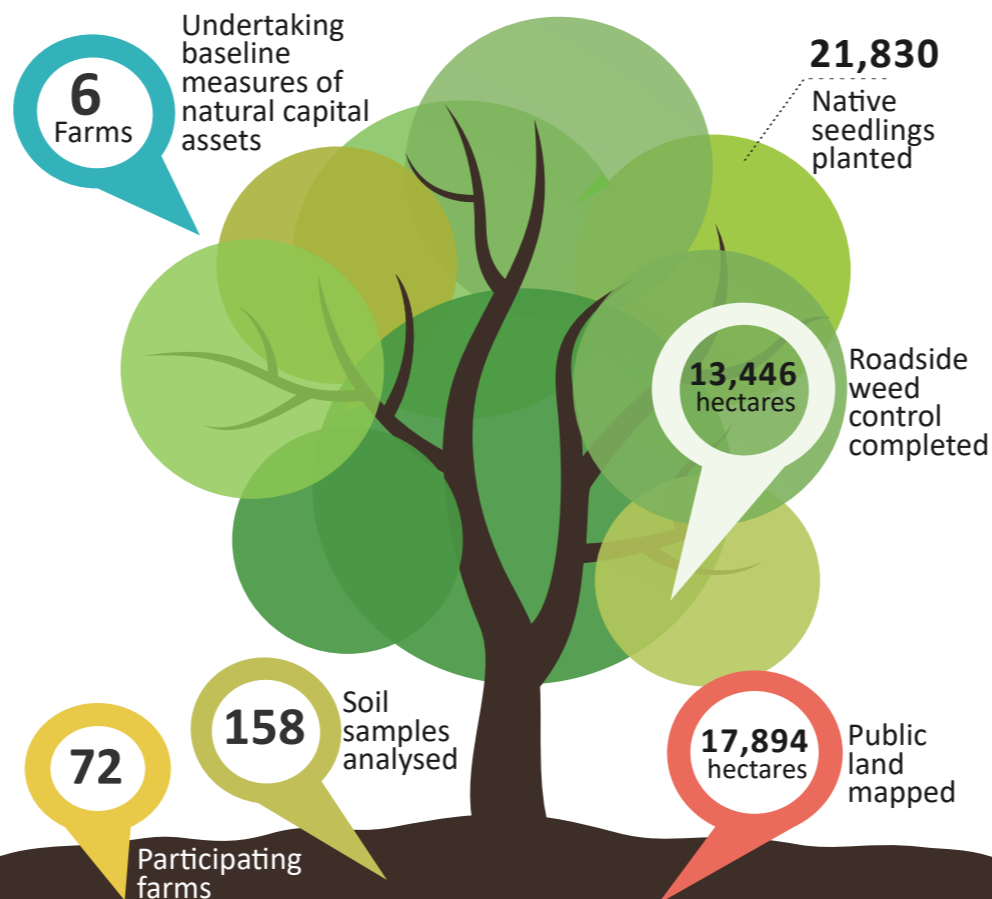 6
Farms
Undertaking
baseline
measures of
natural capital
assets
21,830
Native
seedlings
planted
13,446
hectares
Roadside
weed
control
completed
72
Participating
farms
158
Soil
samples
analysed
17,894
hectares
Public
land
mapped